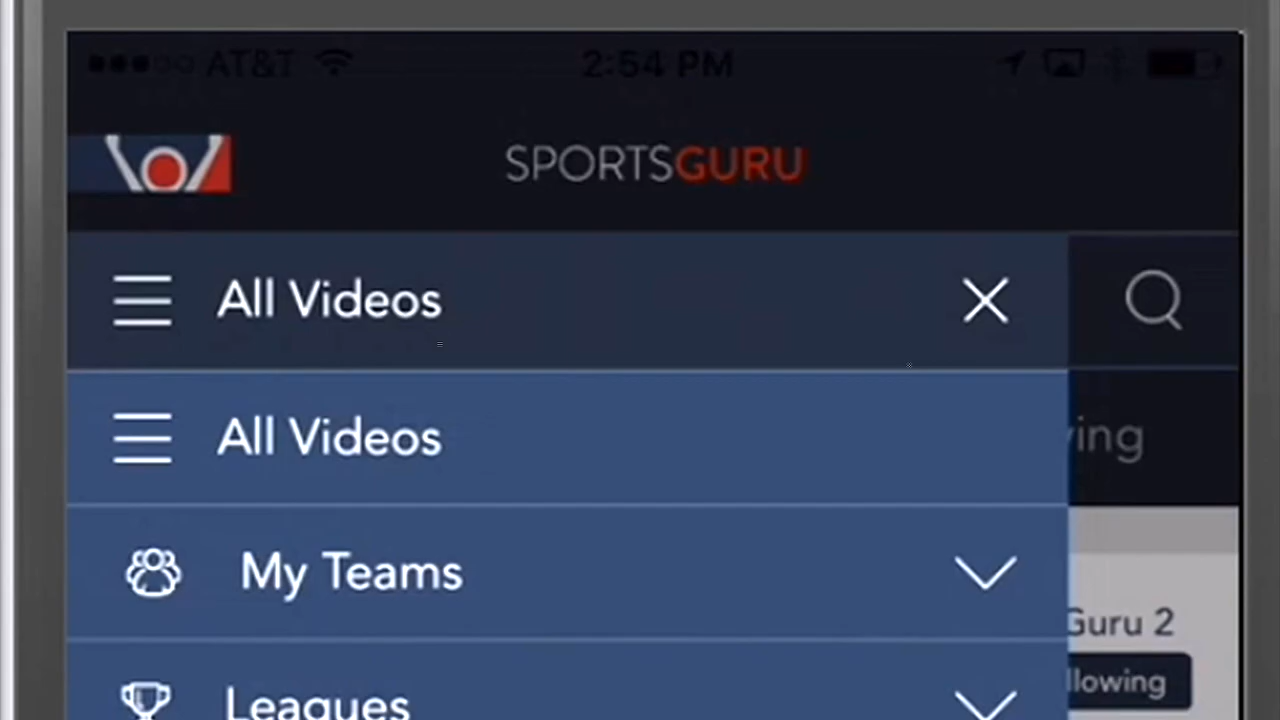 AT&T 2:54 PM
SPORTSGURU
All Videos
All Videos
ving
My Teams
Guru 2
llowing
Leagues